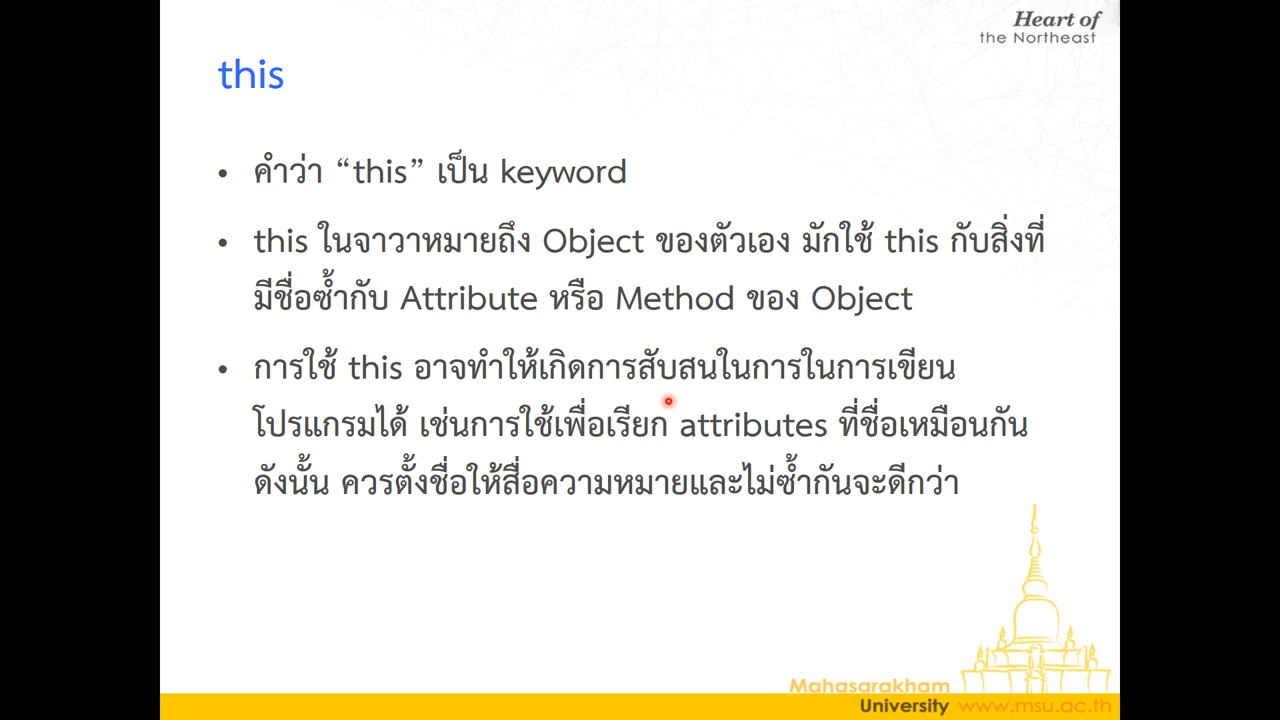 Heart of
the Northeast
this
• คำว่า “this” เป็น keyword
• this ในจาวาหมายถึง Object ของตัวเอง มักใช้ this กับสิ่งที่
มีชื่อซ้ำกับ Attribute หรือ Method ของ Object
• การใช้ this อาจทำให้เกิดการสับสนในการในการเขียน
โปรแกรมได้ เช่นการใช้เพื่อเรียก attributes ที่ชื่อเหมือนกัน
ดังนั้น ควรตั้งชื่อให้สื่อความหมายและไม่ซ้ำกันจะดีกว่า
Mahasarakham
University www.msu.ac.th